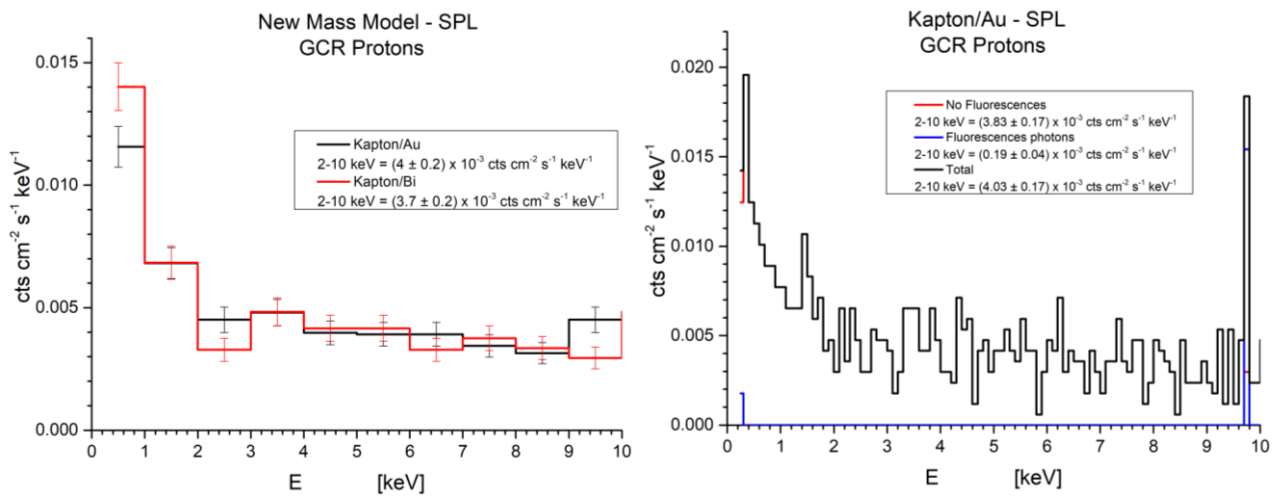 New Mass Model - SPL
GCR Protons
0.015
0.010
0.005
0.000
cts cm⁻² s⁻¹ keV⁻¹
Kapton/Au
2-10 keV = (4 ± 0.2) x 10⁻³ cts cm⁻² s⁻¹ keV⁻¹
Kapton/Bi
2-10 keV = (3.7 ± 0.2) x 10⁻³ cts cm⁻² s⁻¹ keV⁻¹
0 1 2 3 4 5 6 7 8 9 10
E [keV]
Kapton/Au - SPL
GCR Protons
0.020
0.015
0.010
0.005
0.000
cts cm⁻² s⁻¹ keV⁻¹
No Fluorescences
2-10 keV = (3.83 ± 0.17) x 10⁻³ cts cm⁻² s⁻¹ keV⁻¹
Fluorescences photons
2-10 keV = (0.19 ± 0.04) x 10⁻³ cts cm⁻² s⁻¹ keV⁻¹
Total
2-10 keV = (4.03 ± 0.17) x 10⁻³ cts cm⁻² s⁻¹ keV⁻¹
0 1 2 3 4 5 6 7 8 9 10
E [keV]